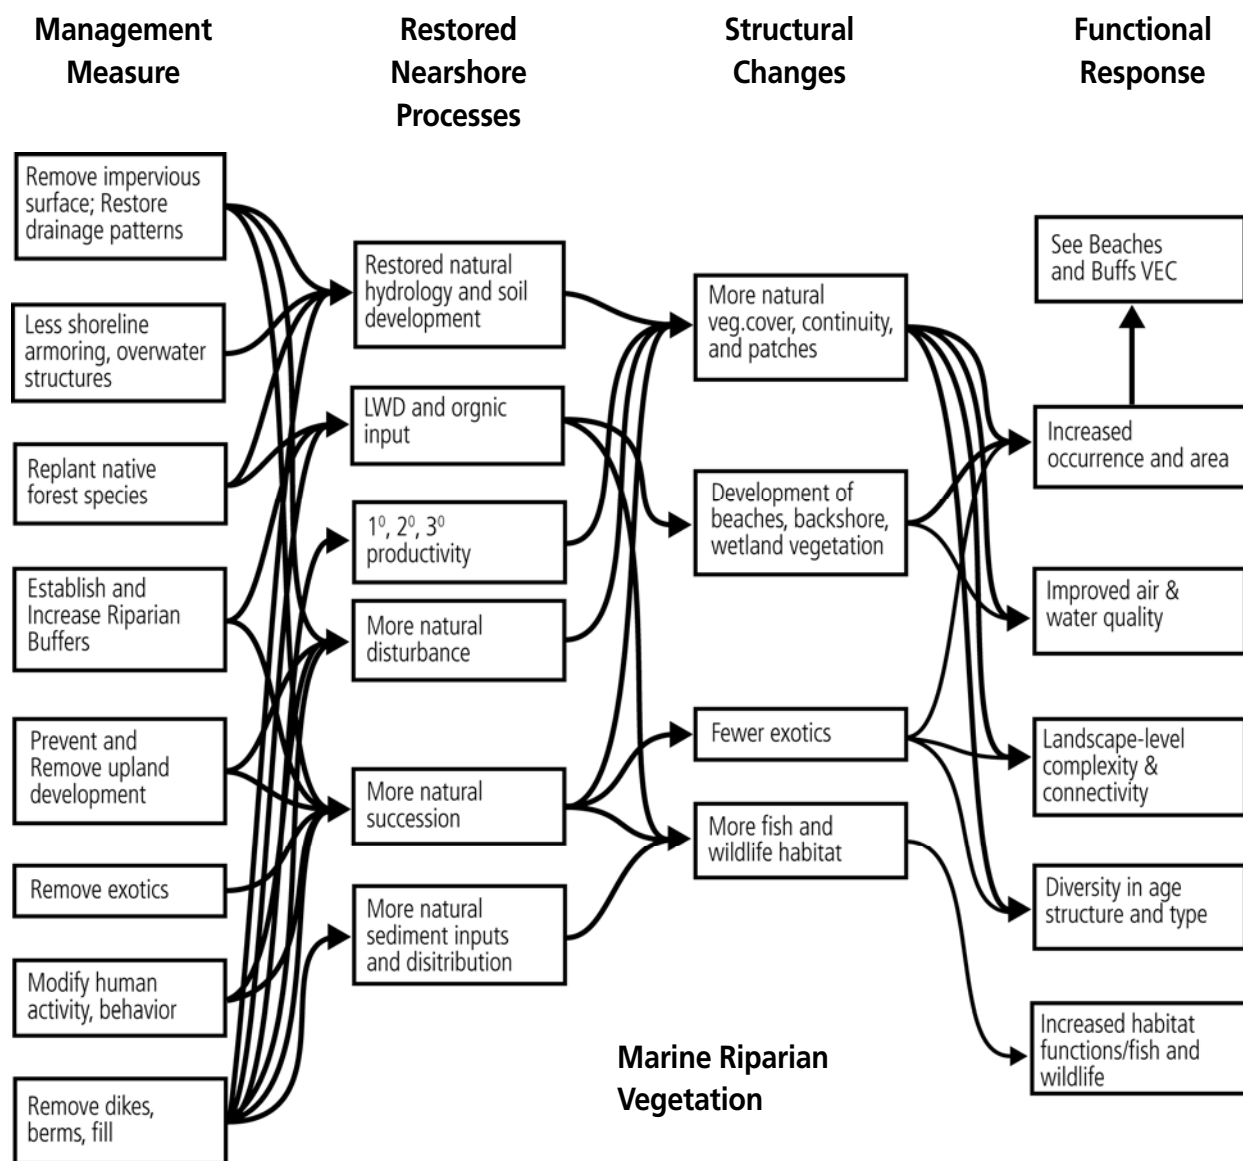 Management
Measure
Restored
Nearshore
Processes
Structural
Changes
Functional
Response
Remove impervious
surface; Restore
drainage patterns
Less shoreline
armoring, overwater
structures
Replant native
forest species
Establish and
Increase Riparian
Buffers
Prevent and
Remove upland
development
Remove exotics
Modify human
activity, behavior
Remove dikes,
berms, fill
Restored natural
hydrology and soil
development
LWD and orgnic
input
1⁰, 2⁰, 3⁰
productivity
More natural
disturbance
More natural
succession
More natural
sediment inputs
and disitribution
More natural
veg.cover, continuity,
and patches
Development of
beaches, backshore,
wetland vegetation
Fewer exotics
More fish and
wildlife habitat
See Beaches
and Buffs VEC
Increased
occurrence and area
Improved air &
water quality
Landscape-level
complexity &
connectivity
Diversity in age
structure and type
Increased habitat
functions/fish and
wildlife
Marine Riparian
Vegetation